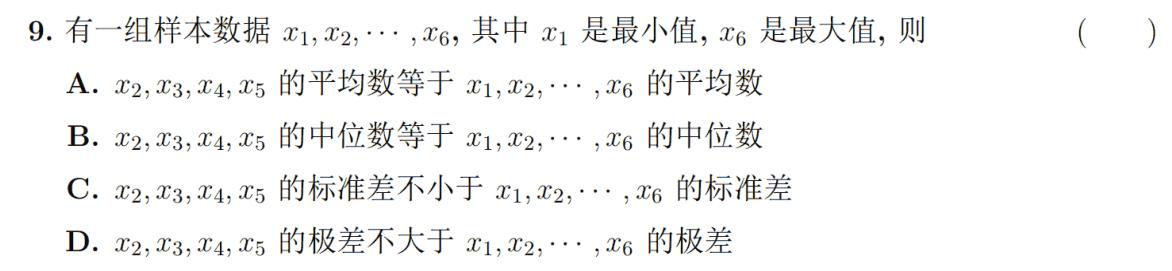 9. 有一组样本数据 x₁, x₂, ⋯ , x₆, 其中 x₁ 是最小值, x₆ 是最大值, 则 ( )
A. x₂, x₃, x₄, x₅ 的平均数等于 x₁, x₂, ⋯ , x₆ 的平均数
B. x₂, x₃, x₄, x₅ 的中位数等于 x₁, x₂, ⋯ , x₆ 的中位数
C. x₂, x₃, x₄, x₅ 的标准差不小于 x₁, x₂, ⋯ , x₆ 的标准差
D. x₂, x₃, x₄, x₅ 的极差不大于 x₁, x₂, ⋯ , x₆ 的极差